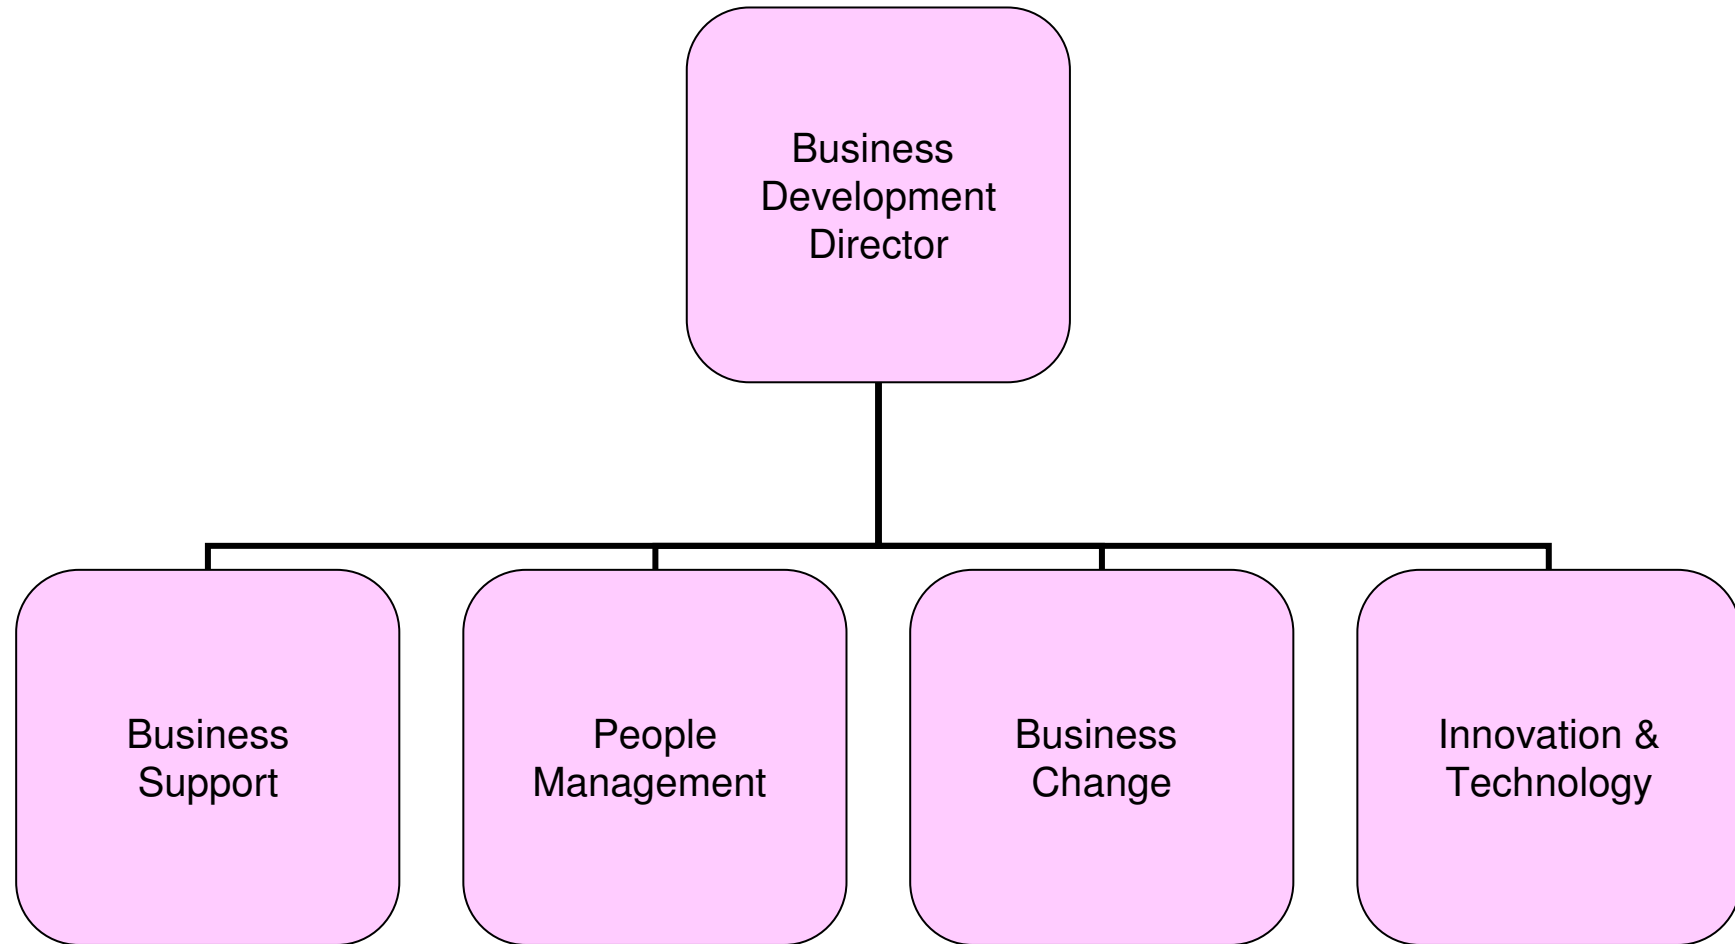 Business
Development
Director
Business
Support
People
Management
Business
Change
Innovation &
Technology